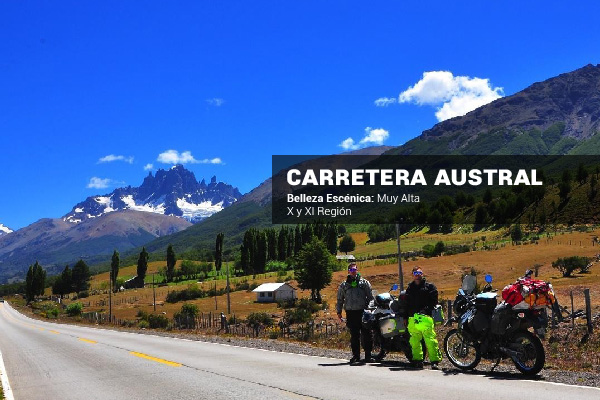 CARRETERA AUSTRAL
Belleza Escénica: Muy Alta
X y XI Región